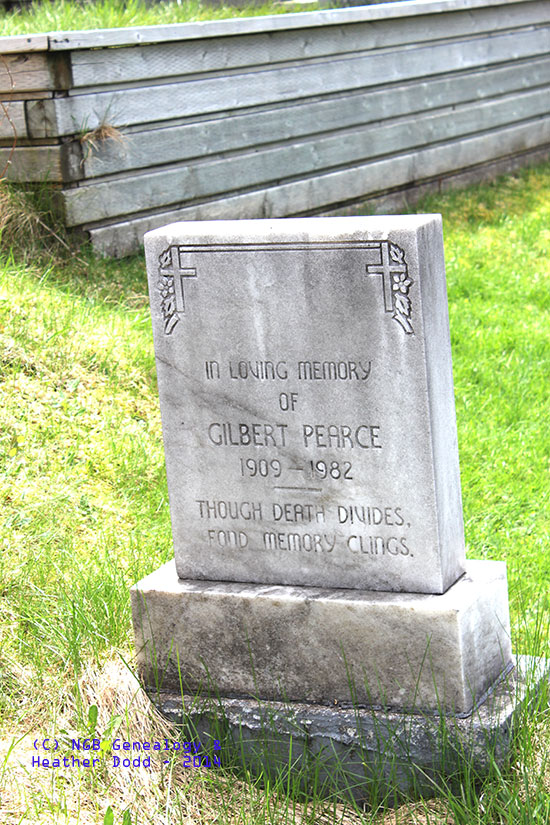 IN LOVING MEMORY
OF
GILBERT PEARCE
1909 - 1982
THOUGH DEATH DIVIDES,
FOND MEMORY CLINGS.
(C) NGB Genealogy &
Heather Dodd - 2014